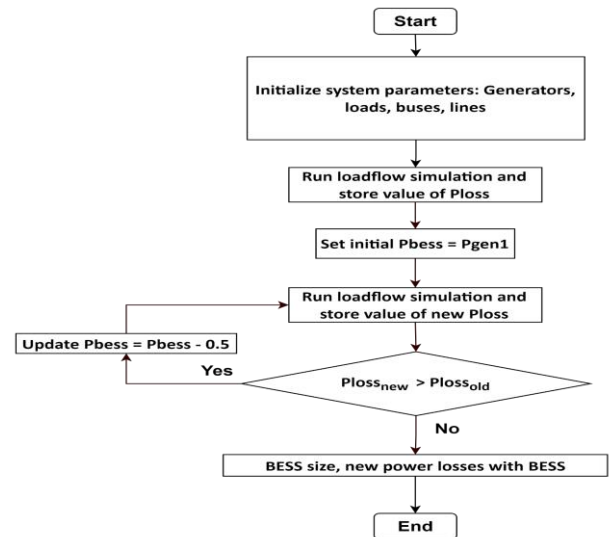 Start
Initialize system parameters: Generators,
loads, buses, lines
Run loadflow simulation and
store value of Ploss
Set initial Pbess = Pgen1
Run loadflow simulation and
store value of new Ploss
Update Pbess = Pbess - 0.5
Yes
Ploss_new > Ploss_old
No
BESS size, new power losses with BESS
End